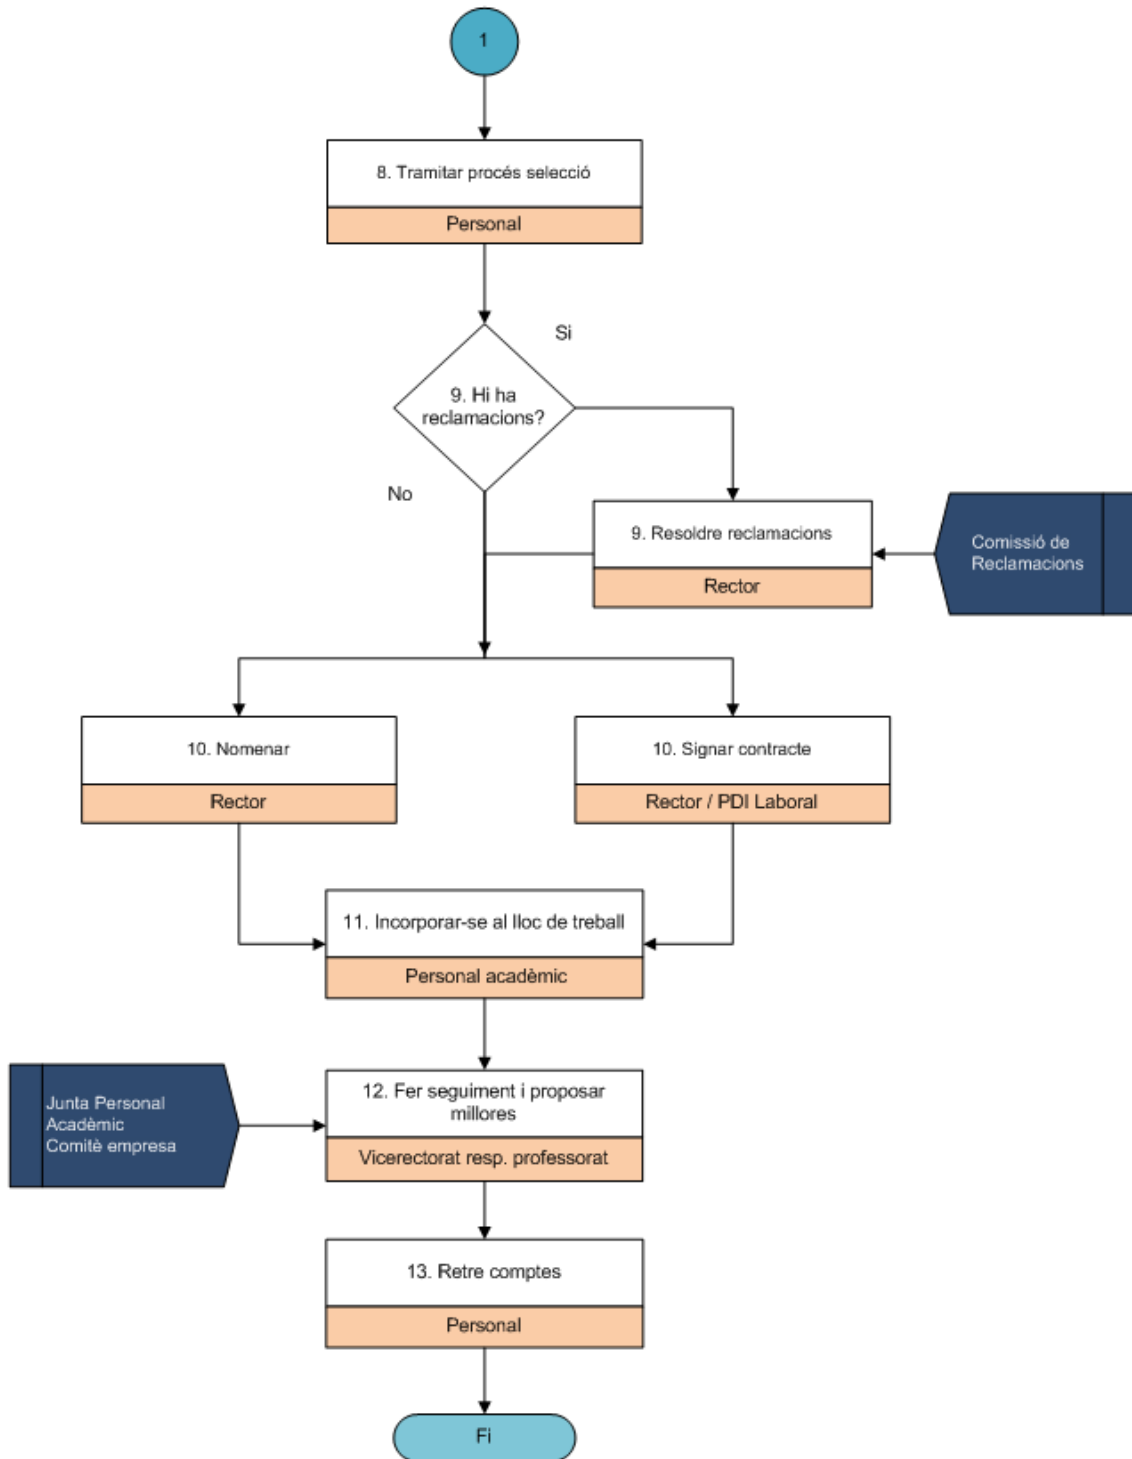 1
8. Tramitar procés selecció
Personal
Si
9. Hi ha
reclamacions?
No
9. Resoldre reclamacions
Rector
Comissió de
Reclamacions
10. Nomenar
Rector
10. Signar contracte
Rector / PDI Laboral
11. Incorporar-se al lloc de treball
Personal acadèmic
Junta Personal
Acadèmic
Comitè empresa
12. Fer seguiment i proposar
millores
Vicerectorat resp. professorat
13. Retre comptes
Personal
Fi